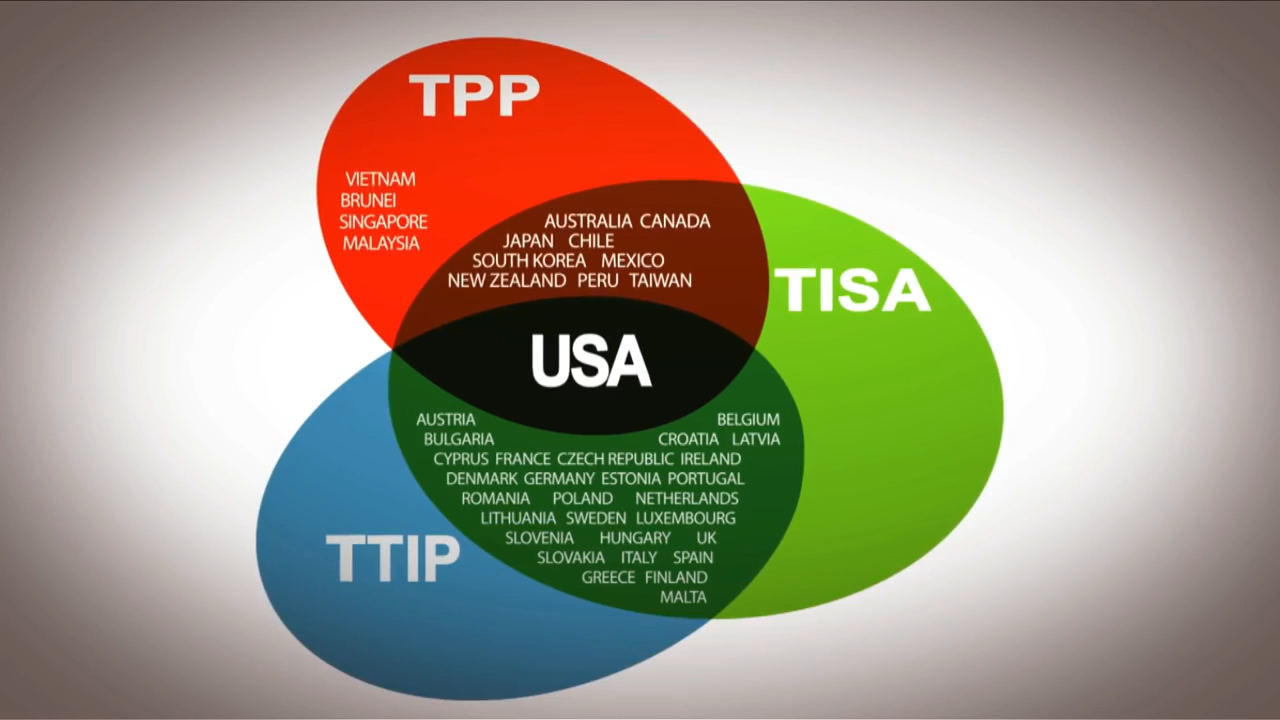 TPP
VIETNAM
BRUNEI
SINGAPORE
MALAYSIA
AUSTRALIA CANADA
JAPAN CHILE
SOUTH KOREA MEXICO
NEW ZEALAND PERU TAIWAN
TISA
USA
AUSTRIA BELGIUM
BULGARIA CROATIA LATVIA
CYPRUS FRANCE CZECH REPUBLIC IRELAND
DENMARK GERMANY ESTONIA PORTUGAL
ROMANIA POLAND NETHERLANDS
LITHUANIA SWEDEN LUXEMBOURG
SLOVENIA HUNGARY UK
SLOVAKIA ITALY SPAIN
GREECE FINLAND
MALTA
TTIP